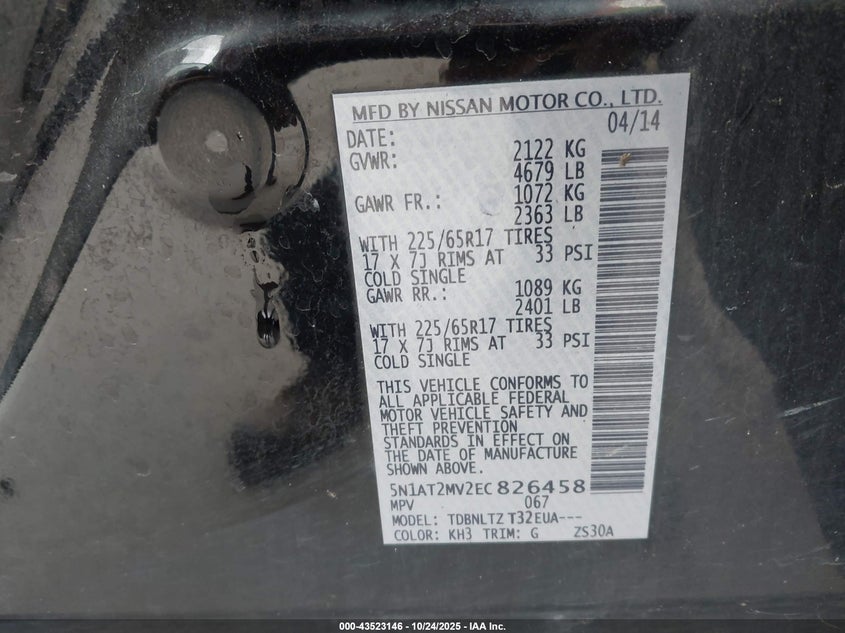 MFD BY NISSAN MOTOR CO., LTD.
DATE: 04/14
GVWR: 2122 KG
4679 LB
GAWR FR.: 1072 KG
2363 LB
WITH 225/65R17 TIRES
17 X 7J RIMS AT 33 PSI
COLD SINGLE
GAWR RR.: 1089 KG
2401 LB
WITH 225/65R17 TIRES
17 X 7J RIMS AT 33 PSI
COLD SINGLE
THIS VEHICLE CONFORMS TO
ALL APPLICABLE FEDERAL
MOTOR VEHICLE SAFETY AND
THEFT PREVENTION
STANDARDS IN EFFECT ON
THE DATE OF MANUFACTURE
SHOWN ABOVE.
5N1AT2MV2EC826458
MPV 067
MODEL: TDBNLTZ T32EUA---
COLOR: KH3 TRIM: G ZS30A
000-43523146 - 10/24/2025 - IAA Inc.